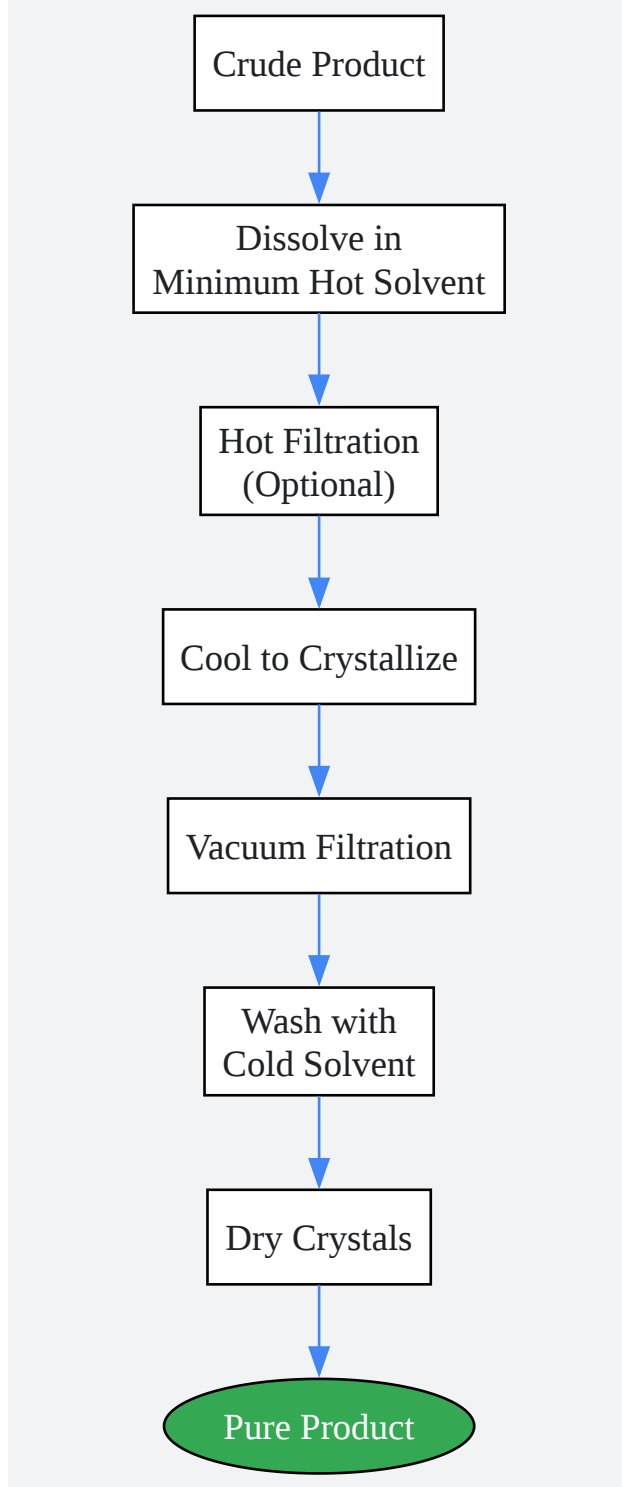 Crude Product
Dissolve in
Minimum Hot Solvent
Hot Filtration
(Optional)
Cool to Crystallize
Vacuum Filtration
Wash with
Cold Solvent
Dry Crystals
Pure Product